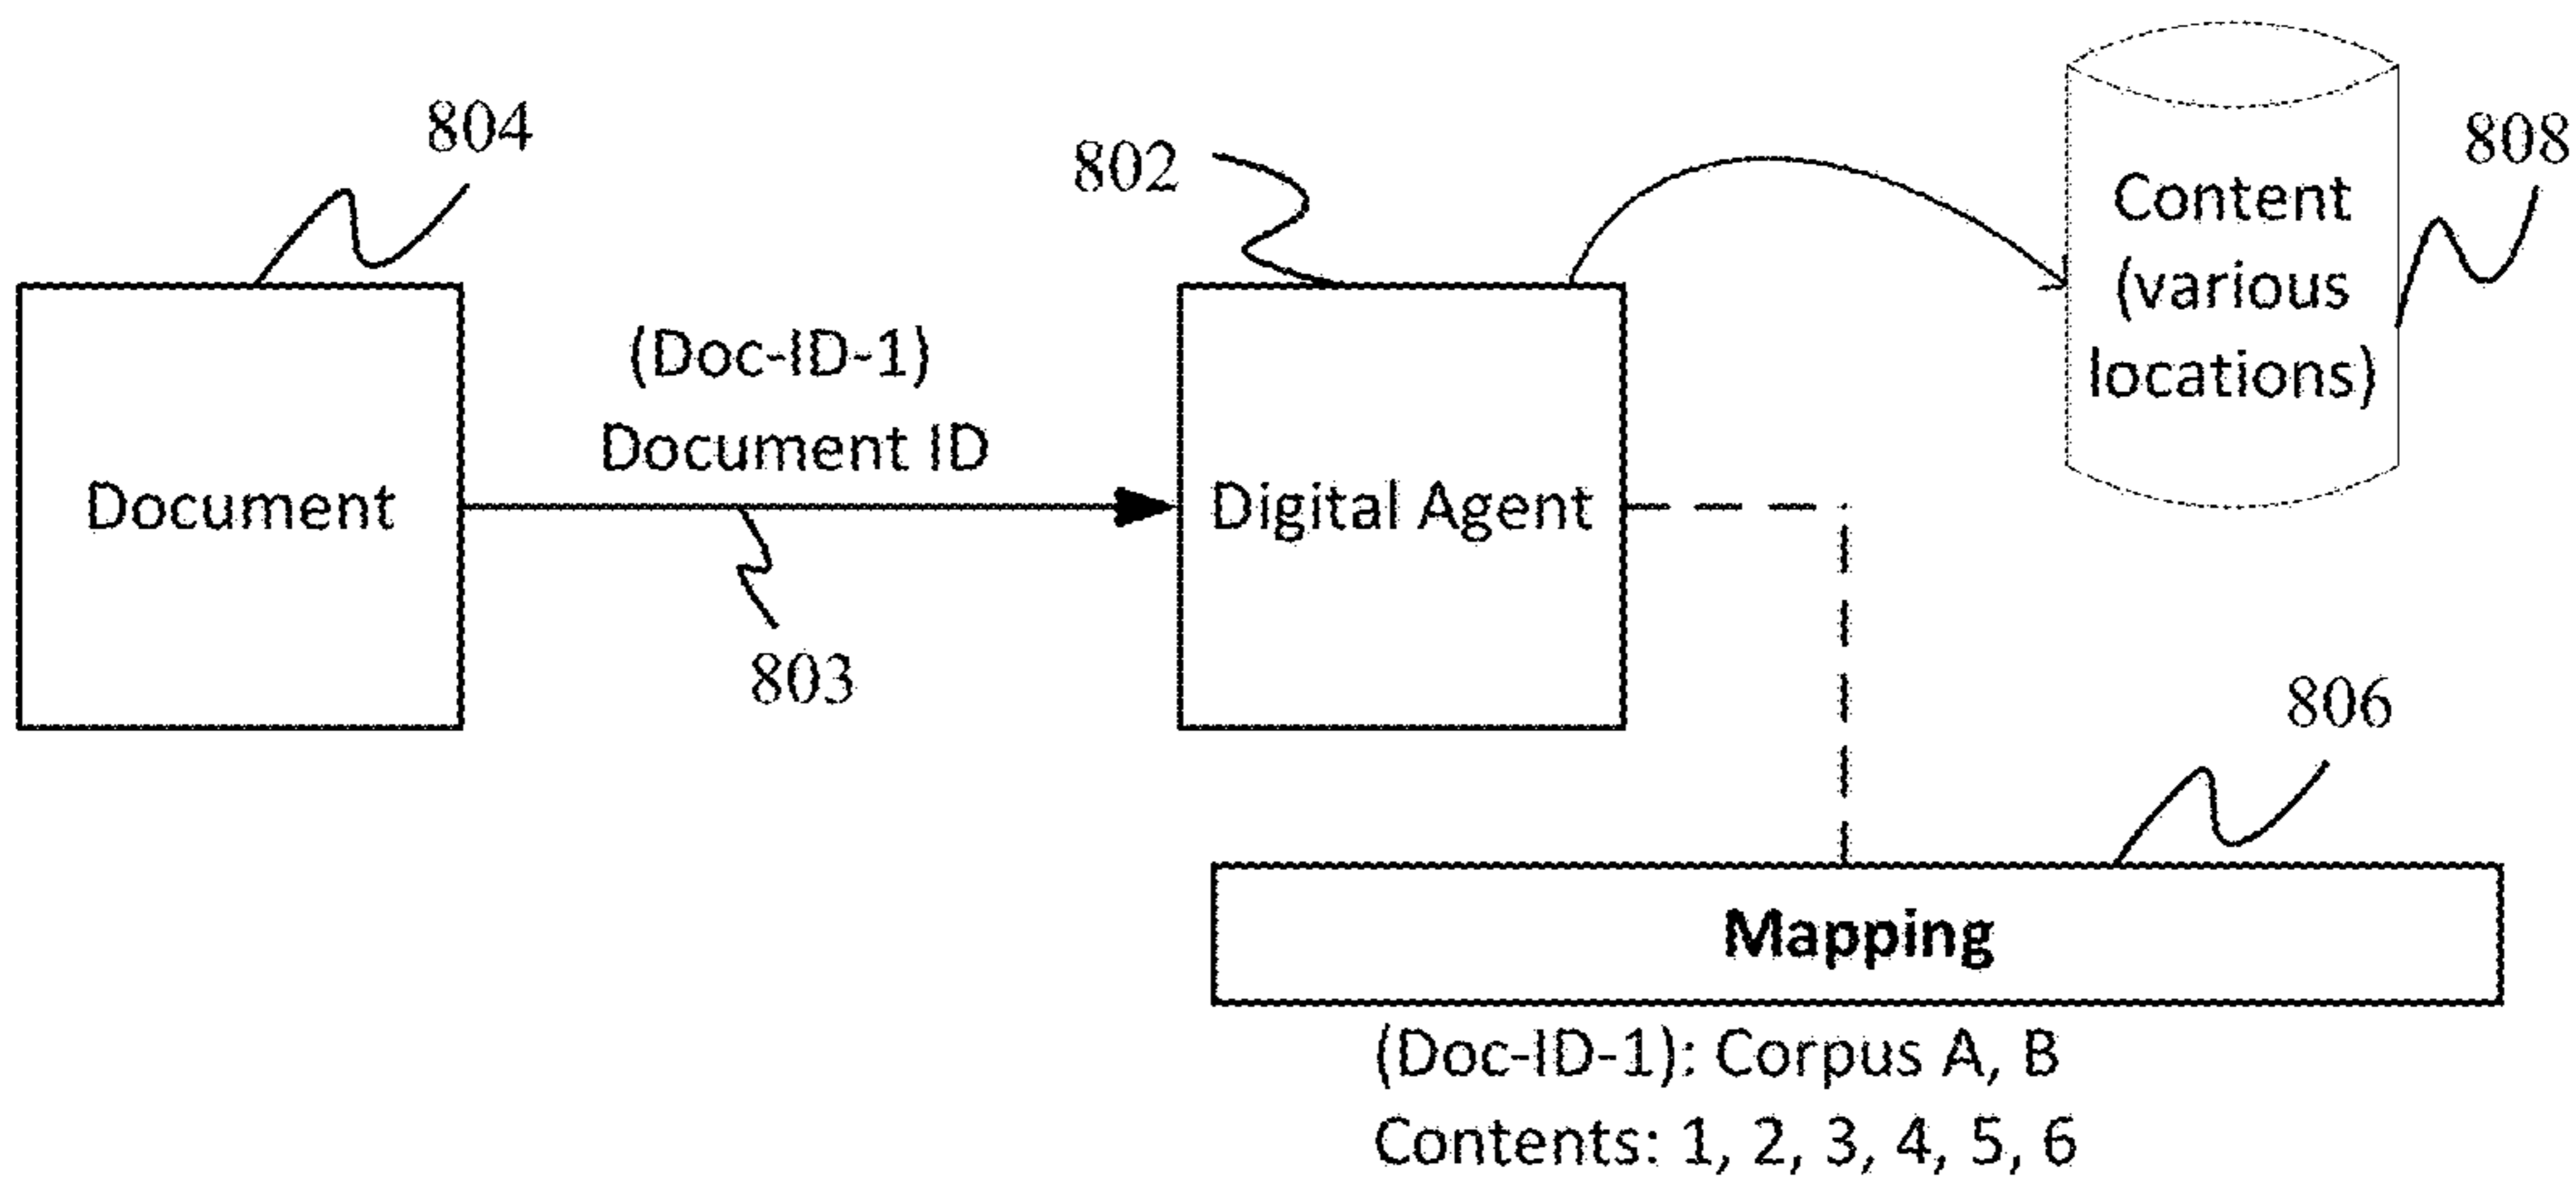 804
802
808
Content
(various
locations)
(Doc-ID-1)
Document ID
Document
Digital Agent
803
806
Mapping
(Doc-ID-1): Corpus A, B
Contents: 1, 2, 3, 4, 5, 6